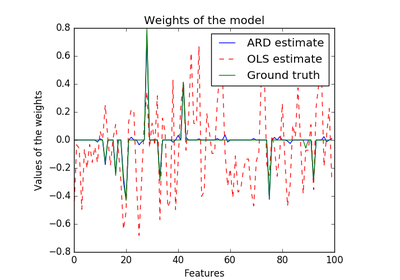 Weights of the model
0.8
0.6
0.4
0.2
0.0
−0.2
−0.4
−0.6
−0.8
Values of the weights
ARD estimate
OLS estimate
Ground truth
0 20 40 60 80 100
Features